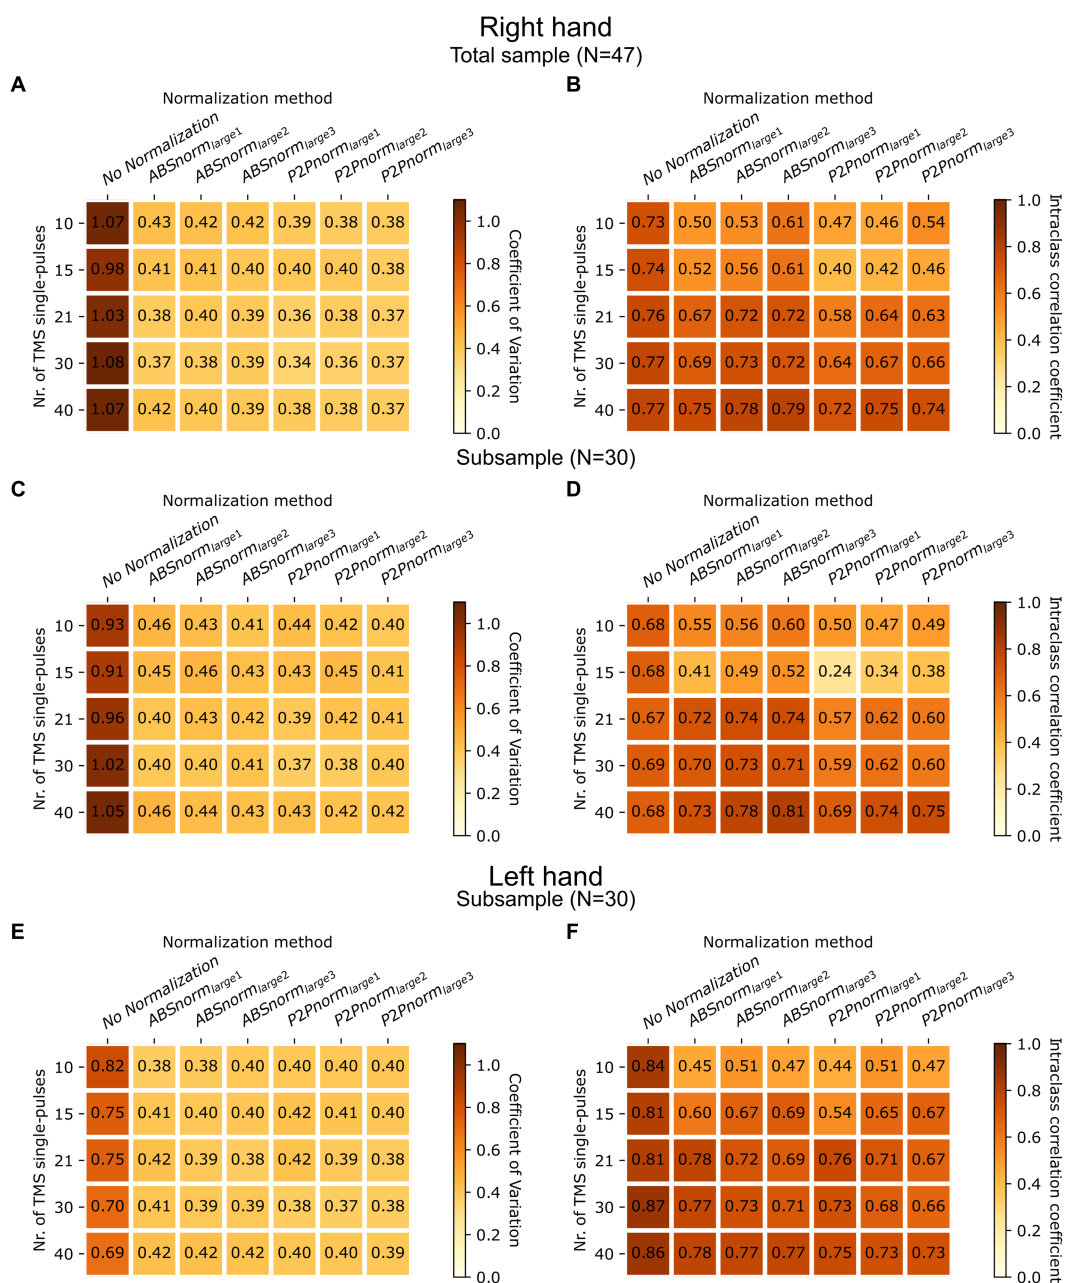 Right hand
Total sample (N=47)
A
Normalization method
No Normalization ABSnormlarge1 ABSnormlarge2 ABSnormlarge3 P2Pnormlarge1 P2Pnormlarge2 P2Pnormlarge3
Nr. of TMS single-pulses
10 1.07 0.43 0.42 0.42 0.39 0.38 0.38
15 0.98 0.41 0.41 0.40 0.40 0.40 0.38
21 1.03 0.38 0.40 0.39 0.36 0.38 0.37
30 1.08 0.37 0.38 0.39 0.34 0.36 0.37
40 1.07 0.42 0.40 0.39 0.38 0.38 0.37
1.0
0.8
0.6
0.4
0.2
0.0
Coefficient of Variation
B
Normalization method
No Normalization ABSnormlarge1 ABSnormlarge2 ABSnormlarge3 P2Pnormlarge1 P2Pnormlarge2 P2Pnormlarge3
Nr. of TMS single-pulses
10 0.73 0.50 0.53 0.61 0.47 0.46 0.54
15 0.74 0.52 0.56 0.61 0.40 0.42 0.46
21 0.76 0.67 0.72 0.72 0.58 0.64 0.63
30 0.77 0.69 0.73 0.72 0.64 0.67 0.66
40 0.77 0.75 0.78 0.79 0.72 0.75 0.74
1.0
0.8
0.6
0.4
0.2
0.0
Intraclass correlation coefficient
Subsample (N=30)
C
Normalization method
No Normalization ABSnormlarge1 ABSnormlarge2 ABSnormlarge3 P2Pnormlarge1 P2Pnormlarge2 P2Pnormlarge3
Nr. of TMS single-pulses
10 0.93 0.46 0.43 0.41 0.44 0.42 0.40
15 0.91 0.45 0.46 0.43 0.43 0.45 0.41
21 0.96 0.40 0.43 0.42 0.39 0.42 0.41
30 1.02 0.40 0.40 0.41 0.37 0.38 0.40
40 1.05 0.46 0.44 0.43 0.43 0.42 0.42
1.0
0.8
0.6
0.4
0.2
0.0
Coefficient of Variation
D
Normalization method
No Normalization ABSnormlarge1 ABSnormlarge2 ABSnormlarge3 P2Pnormlarge1 P2Pnormlarge2 P2Pnormlarge3
Nr. of TMS single-pulses
10 0.68 0.55 0.56 0.60 0.50 0.47 0.49
15 0.68 0.41 0.49 0.52 0.24 0.34 0.38
21 0.67 0.72 0.74 0.74 0.57 0.62 0.60
30 0.69 0.70 0.73 0.71 0.59 0.62 0.60
40 0.68 0.73 0.78 0.81 0.69 0.74 0.75
1.0
0.8
0.6
0.4
0.2
0.0
Intraclass correlation coefficient
Left hand
Subsample (N=30)
E
Normalization method
No Normalization ABSnormlarge1 ABSnormlarge2 ABSnormlarge3 P2Pnormlarge1 P2Pnormlarge2 P2Pnormlarge3
Nr. of TMS single-pulses
10 0.82 0.38 0.38 0.40 0.40 0.40 0.40
15 0.75 0.41 0.40 0.40 0.42 0.41 0.40
21 0.75 0.42 0.39 0.38 0.42 0.39 0.38
30 0.70 0.41 0.39 0.39 0.38 0.37 0.38
40 0.69 0.42 0.42 0.42 0.40 0.40 0.39
1.0
0.8
0.6
0.4
0.2
0.0
Coefficient of Variation
F
Normalization method
No Normalization ABSnormlarge1 ABSnormlarge2 ABSnormlarge3 P2Pnormlarge1 P2Pnormlarge2 P2Pnormlarge3
Nr. of TMS single-pulses
10 0.84 0.45 0.51 0.47 0.44 0.51 0.47
15 0.81 0.60 0.67 0.69 0.54 0.65 0.67
21 0.81 0.78 0.72 0.69 0.76 0.71 0.67
30 0.87 0.77 0.73 0.71 0.73 0.68 0.66
40 0.86 0.78 0.77 0.77 0.75 0.73 0.73
1.0
0.8
0.6
0.4
0.2
0.0
Intraclass correlation coefficient